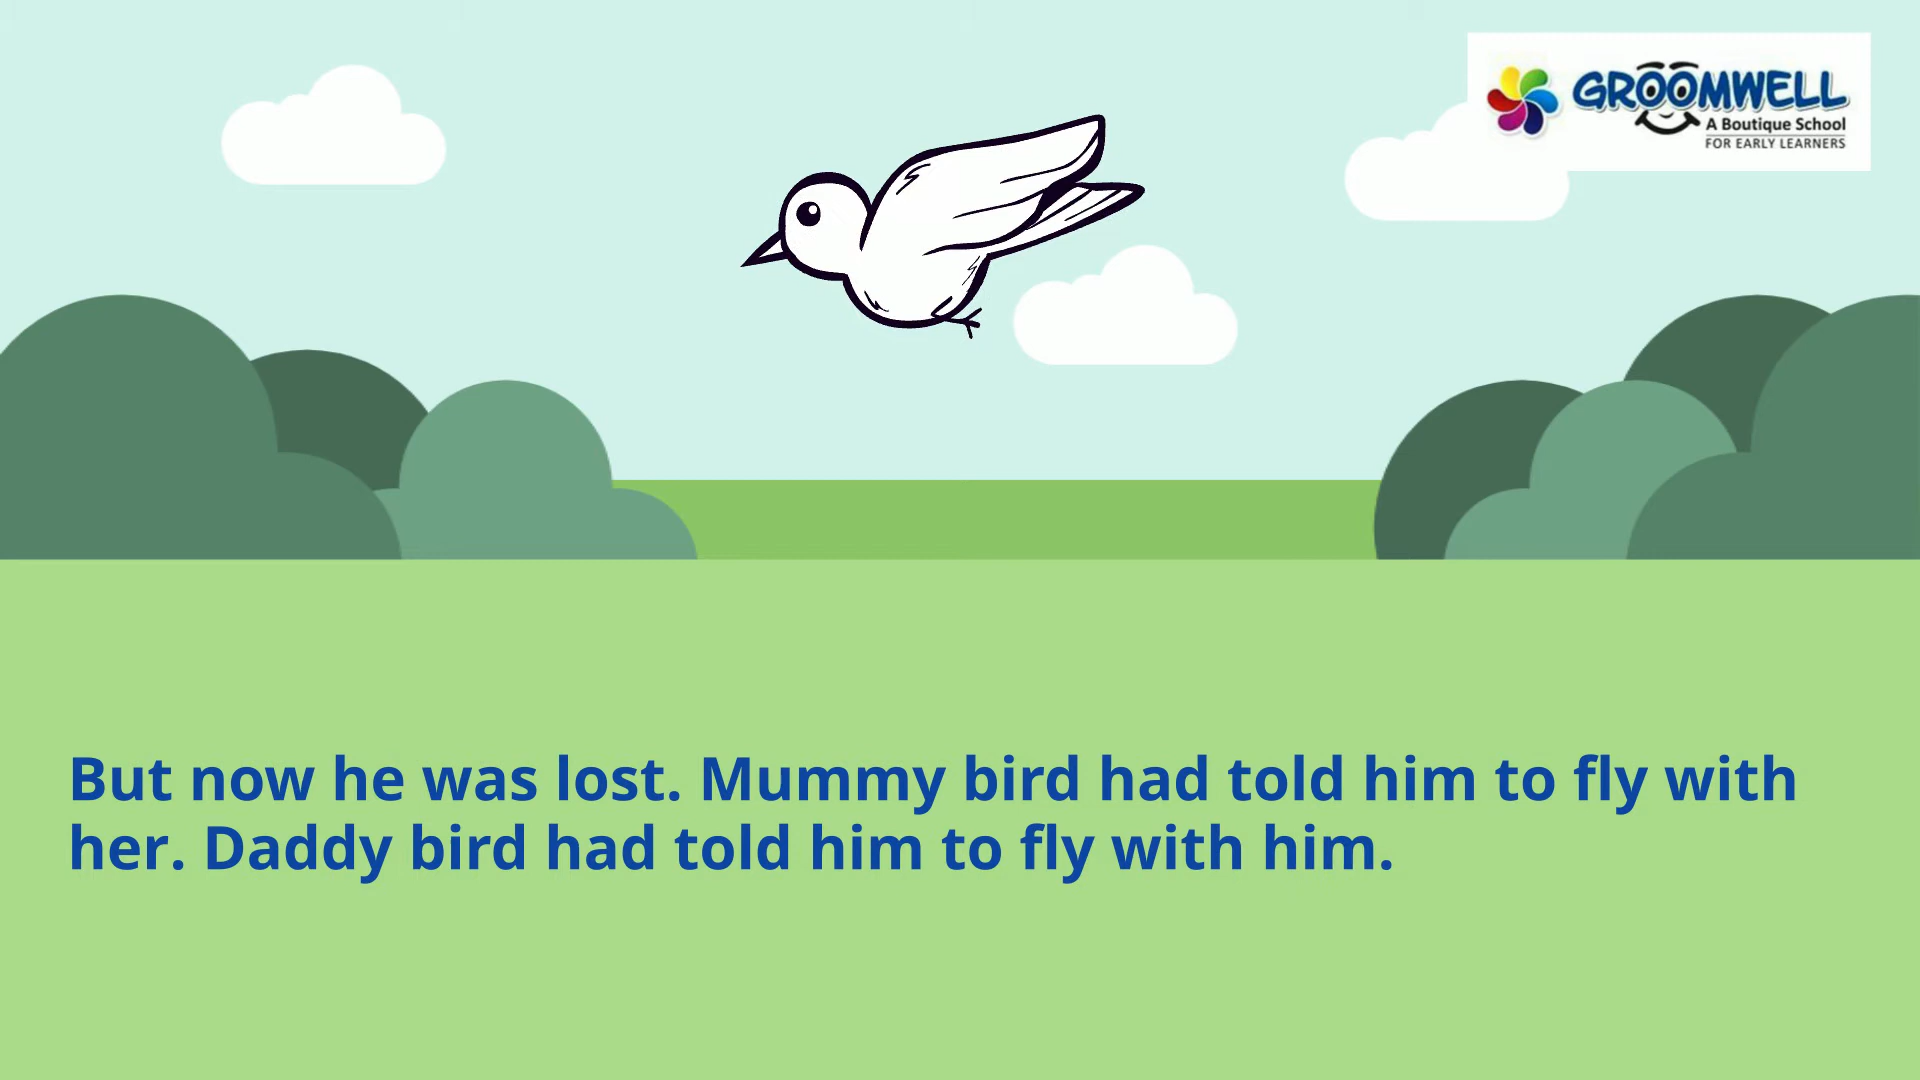 GROOMWELL
A Boutique School
FOR EARLY LEARNERS
But now he was lost. Mummy bird had told him to fly with
her. Daddy bird had told him to fly with him.